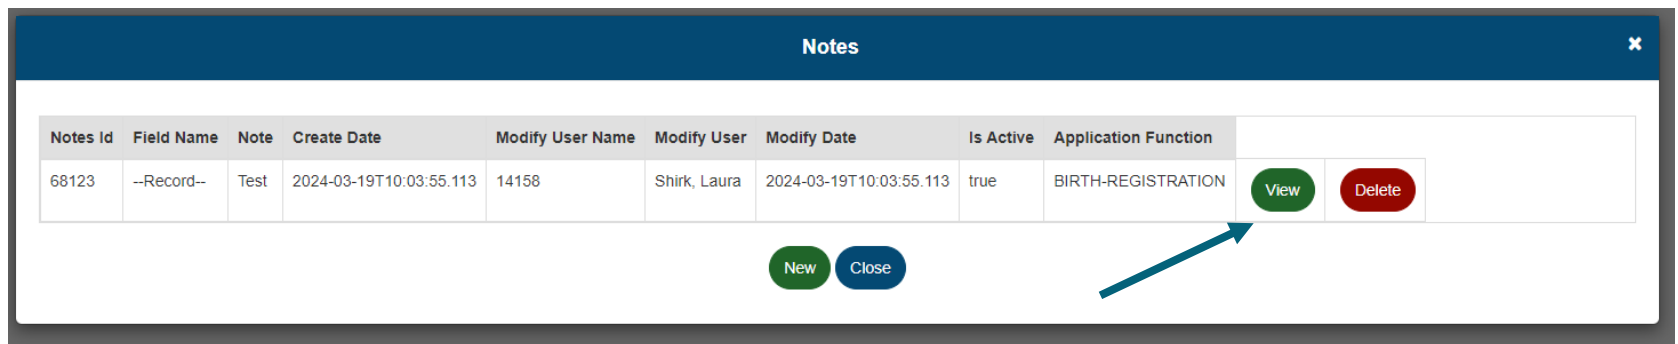 Notes ✖
Notes Id Field Name Note Create Date Modify User Name Modify User Modify Date Is Active Application Function
68123 --Record-- Test 2024-03-19T10:03:55.113 14158 Shirk, Laura 2024-03-19T10:03:55.113 true BIRTH-REGISTRATION View Delete
New Close